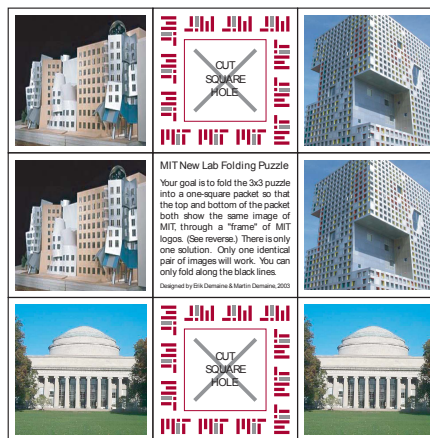 CUT
SQUARE
HOLE
MIT New Lab Folding Puzzle
Your goal is to fold the 3x3 puzzle
into a one-square packet so that
the top and bottom of the packet
both show the same image of
MIT, through a "frame" of MIT
logos. (See reverse.) There is only
one solution. Only one identical
pair of images will work. You can
only fold along the black lines.
Designed by Erik Demaine & Martin Demaine, 2003
CUT
SQUARE
HOLE